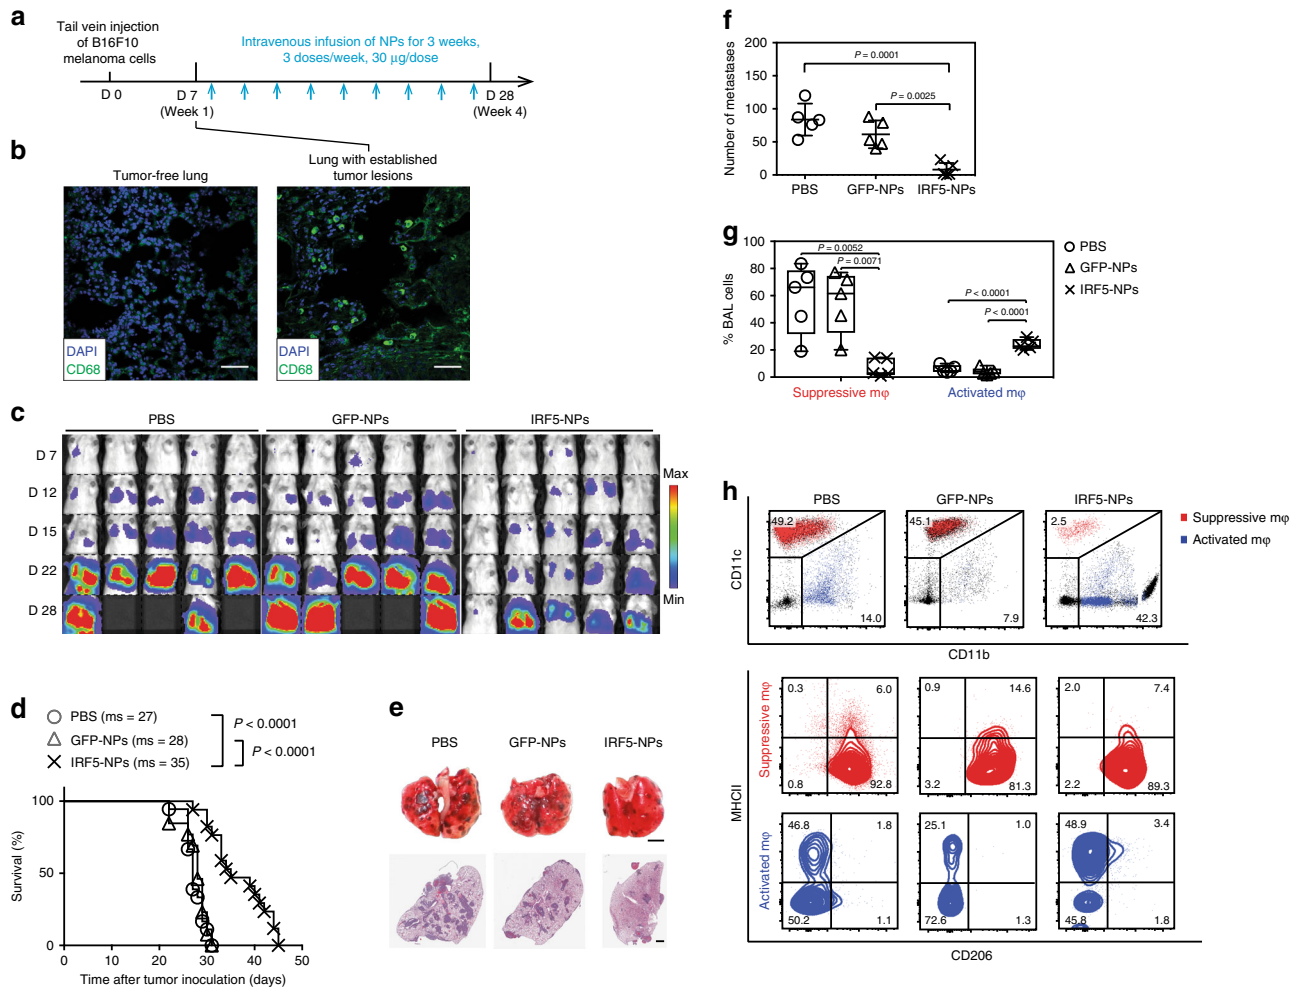 a
Tail vein injection
of B16F10
melanoma cells
Intravenous infusion of NPs for 3 weeks,
3 doses/week, 30 µg/dose
D 0
D 7
(Week 1)
D 28
(Week 4)
b
Tumor-free lung
Lung with established
tumor lesions
DAPI
CD68
DAPI
CD68
c
PBS
GFP-NPs
IRF5-NPs
D 7
D 12
D 15
D 22
D 28
Max
Min
d
PBS (ms = 27)
GFP-NPs (ms = 28)
IRF5-NPs (ms = 35)
P < 0.0001
P < 0.0001
Survival (%)
100
50
0
0 10 20 30 40 50
Time after tumor inoculation (days)
e
PBS
GFP-NPs
IRF5-NPs
f
Number of metastases
200
150
100
50
0
P = 0.0001
P = 0.0025
PBS
GFP-NPs
IRF5-NPs
g
% BAL cells
100
80
60
40
20
0
P = 0.0052
P = 0.0071
P < 0.0001
P < 0.0001
Suppressive mφ
Activated mφ
PBS
GFP-NPs
IRF5-NPs
h
PBS
GFP-NPs
IRF5-NPs
CD11c
49.2
14.0
45.1
7.9
2.5
42.3
CD11b
Suppressive mφ
Activated mφ
MHCII
Suppressive mφ
0.3 6.0
0.8 92.8
0.9 14.6
3.2 81.3
2.0 7.4
2.2 89.3
Activated mφ
46.8 1.8
50.2 1.1
25.1 1.0
72.6 1.3
48.9 3.4
45.8 1.8
CD206